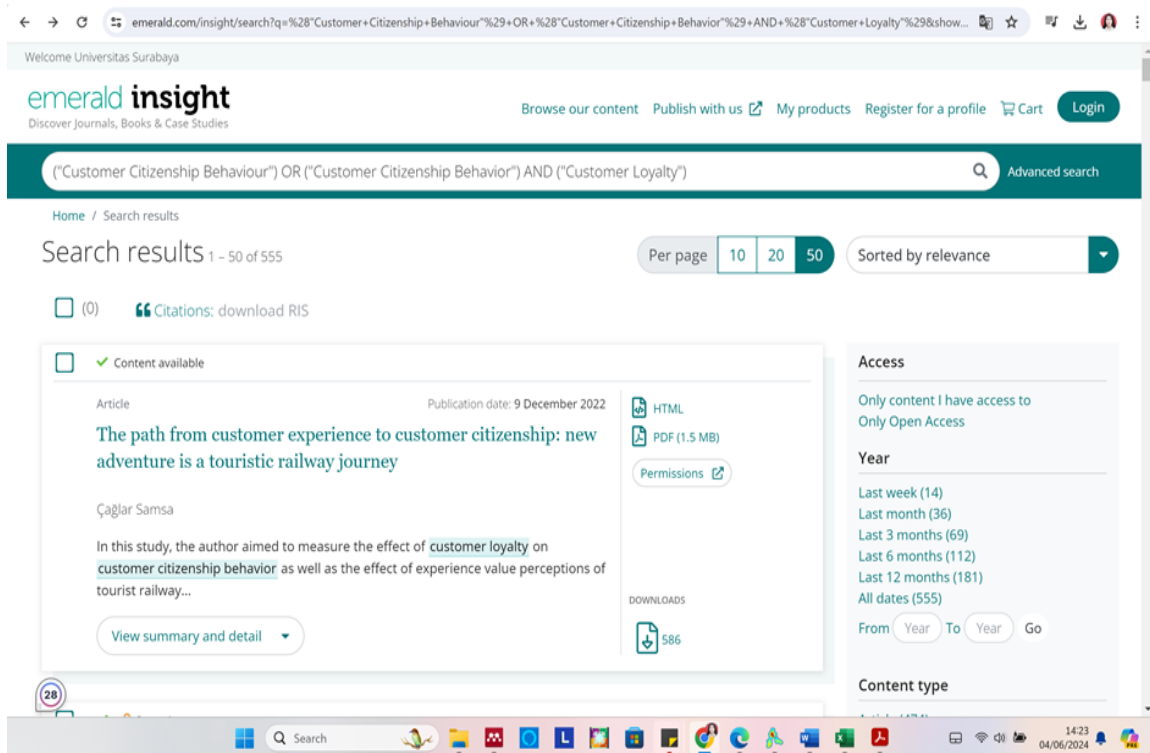 emerald.com/insight/search?q=%28"Customer+Citizenship+Behaviour"%29+OR+%28"Customer+Citizenship+Behavior"%29+AND+%28"Customer+Loyalty"%29&show...
Welcome Universitas Surabaya
emerald insight
Discover Journals, Books & Case Studies
Browse our content Publish with us My products Register for a profile Cart Login
("Customer Citizenship Behaviour") OR ("Customer Citizenship Behavior") AND ("Customer Loyalty") Advanced search
Home / Search results
Search results 1 – 50 of 555
Per page 10 20 50 Sorted by relevance
(0) Citations: download RIS
Content available
Article Publication date: 9 December 2022
The path from customer experience to customer citizenship: new
adventure is a touristic railway journey
Çağlar Samsa
In this study, the author aimed to measure the effect of customer loyalty on
customer citizenship behavior as well as the effect of experience value perceptions of
tourist railway...
View summary and detail
HTML
PDF (1.5 MB)
Permissions
DOWNLOADS
586
Access
Only content I have access to
Only Open Access
Year
Last week (14)
Last month (36)
Last 3 months (69)
Last 6 months (112)
Last 12 months (181)
All dates (555)
From Year To Year Go
Content type
28
Search
14:23
04/06/2024